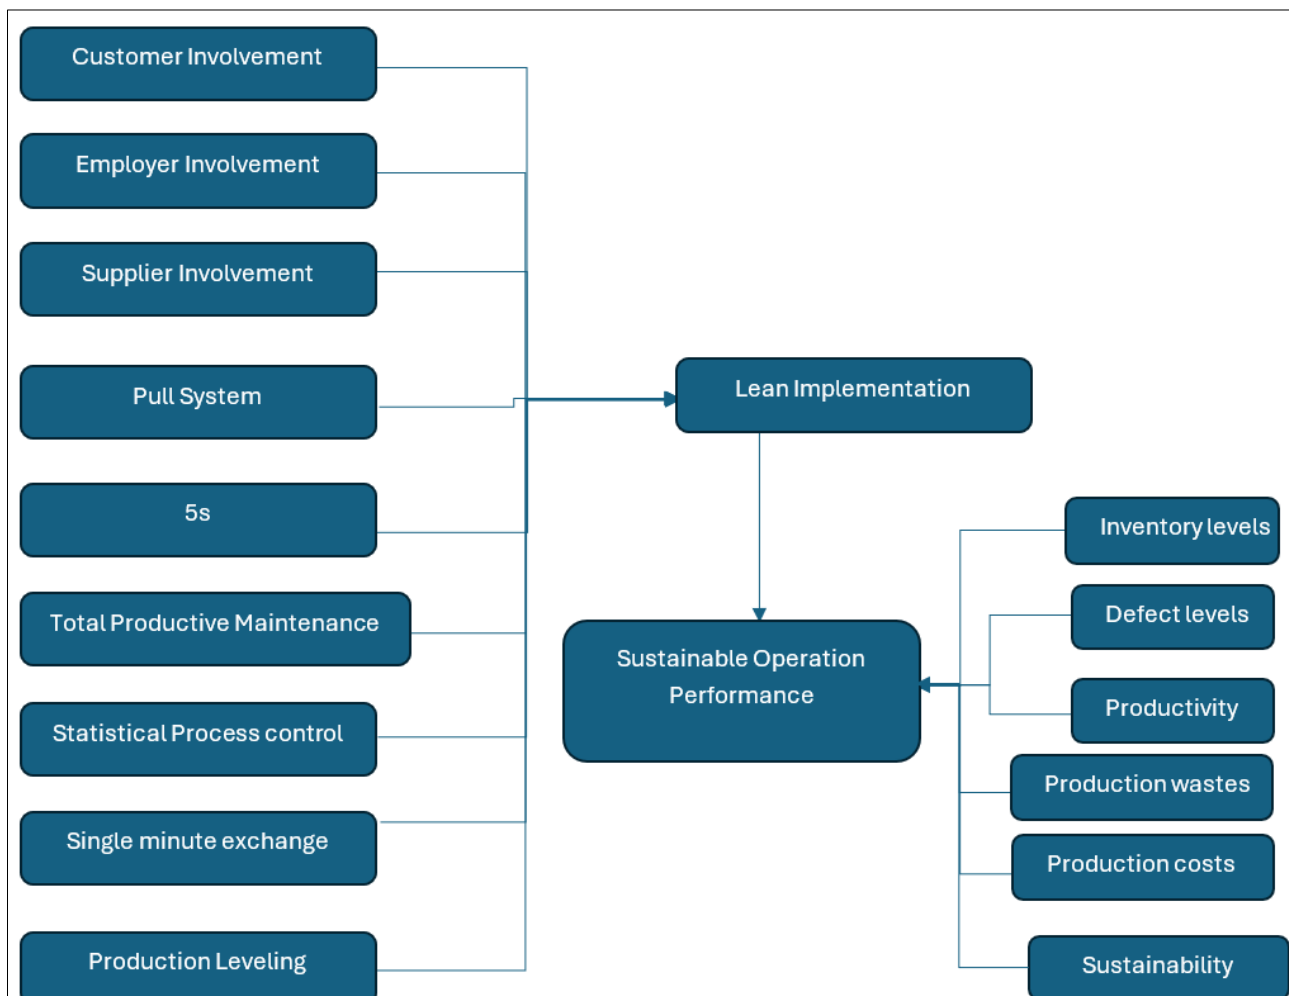 Customer Involvement
Employer Involvement
Supplier Involvement
Pull System
5s
Total Productive Maintenance
Statistical Process control
Single minute exchange
Production Leveling
Lean Implementation
Sustainable Operation
Performance
Inventory levels
Defect levels
Productivity
Production wastes
Production costs
Sustainability